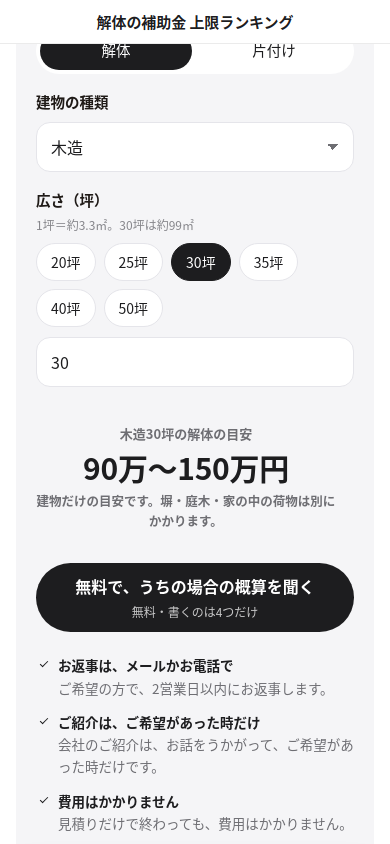 解体の補助金 上限ランキング
解体
片付け
建物の種類
木造
広さ（坪）
1坪＝約3.3㎡。30坪は約99㎡
20坪
25坪
30坪
35坪
40坪
50坪
30
木造30坪の解体の目安
90万〜150万円
建物だけの目安です。塀・庭木・家の中の荷物は別に
かかります。
無料で、うちの場合の概算を聞く
無料・書くのは4つだけ
お返事は、メールかお電話で
ご希望の方で、2営業日以内にお返事します。
ご紹介は、ご希望があった時だけ
会社のご紹介は、お話をうかがって、ご希望があ
った時だけです。
費用はかかりません
見積りだけで終わっても、費用はかかりません。